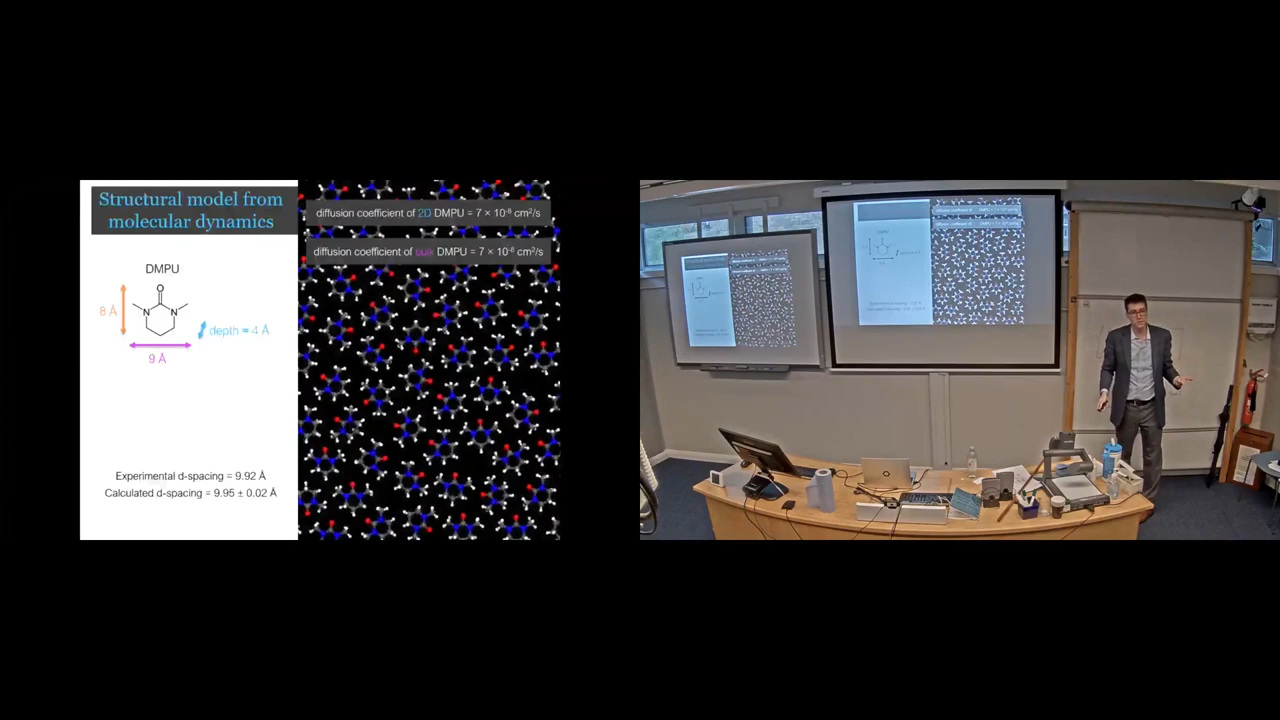 Structural model from
molecular dynamics
DMPU
O
N N
8 Å
depth = 4 Å
9 Å
Experimental d-spacing = 9.92 Å
Calculated d-spacing = 9.95 ± 0.02 Å
diffusion coefficient of 2D DMPU = 7 × 10⁻⁸ cm²/s
diffusion coefficient of bulk DMPU = 7 × 10⁻⁶ cm²/s